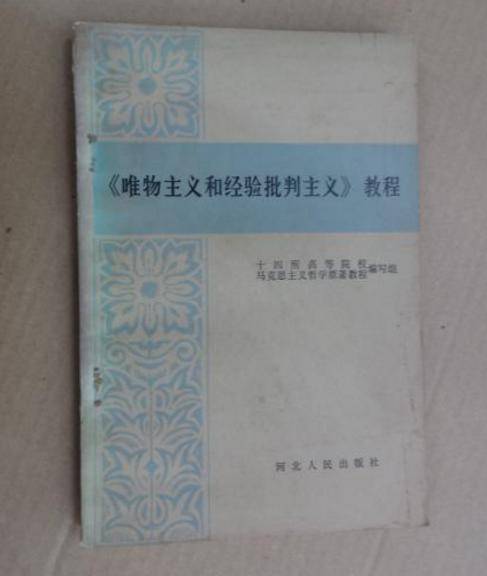 《唯物主义和经验批判主义》教程
十四所高等院校
马克思主义哲学原著教程编写组
河北人民出版社